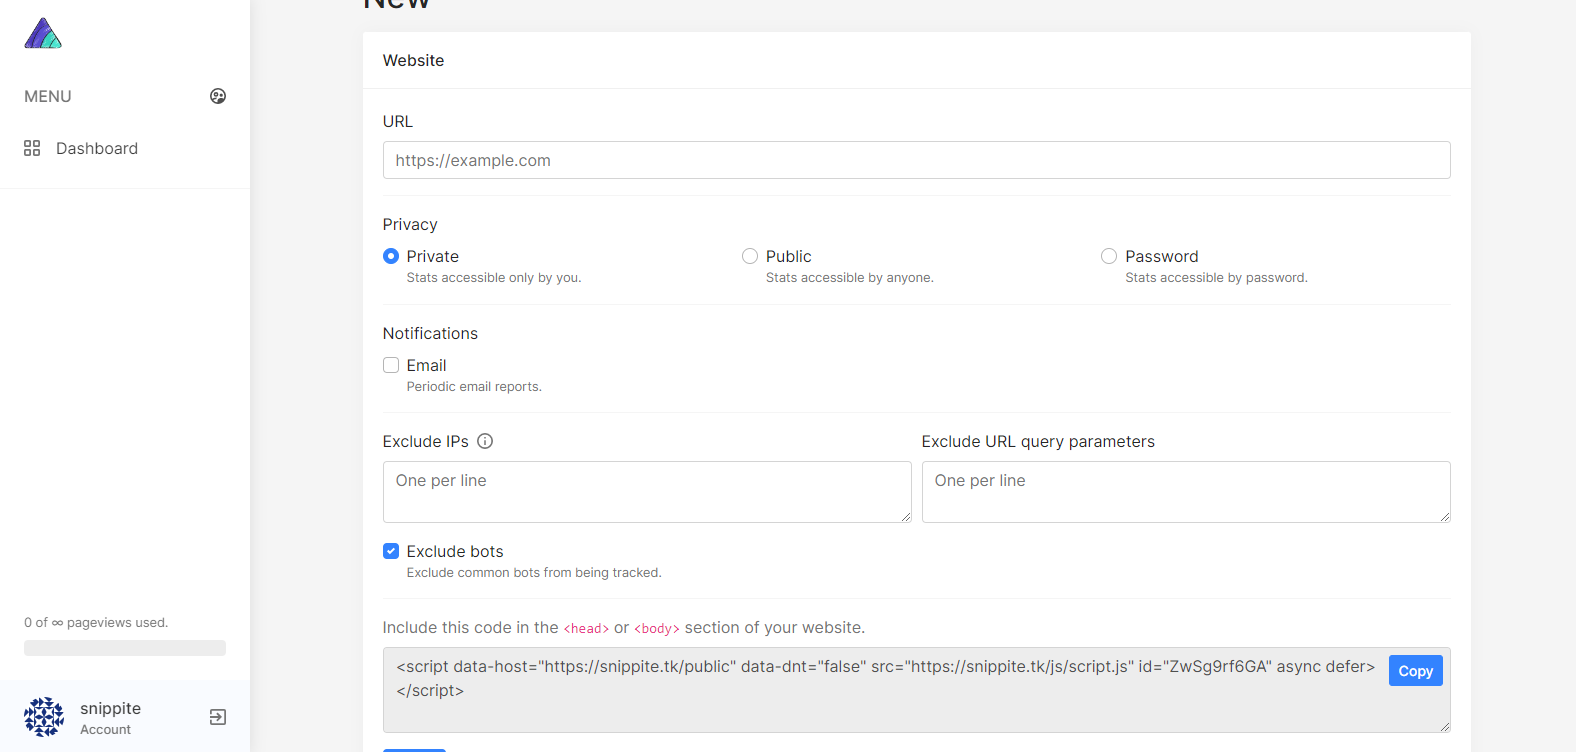 New
MENU
Dashboard
Website
URL
https://example.com
Privacy
Private
Stats accessible only by you.
Public
Stats accessible by anyone.
Password
Stats accessible by password.
Notifications
Email
Periodic email reports.
Exclude IPs
One per line
Exclude URL query parameters
One per line
Exclude bots
Exclude common bots from being tracked.
Include this code in the <head> or <body> section of your website.
<script data-host="https://snippite.tk/public" data-dnt="false" src="https://snippite.tk/js/script.js" id="ZwSg9rf6GA" async defer>
</script>
Copy
0 of ∞ pageviews used.
snippite
Account